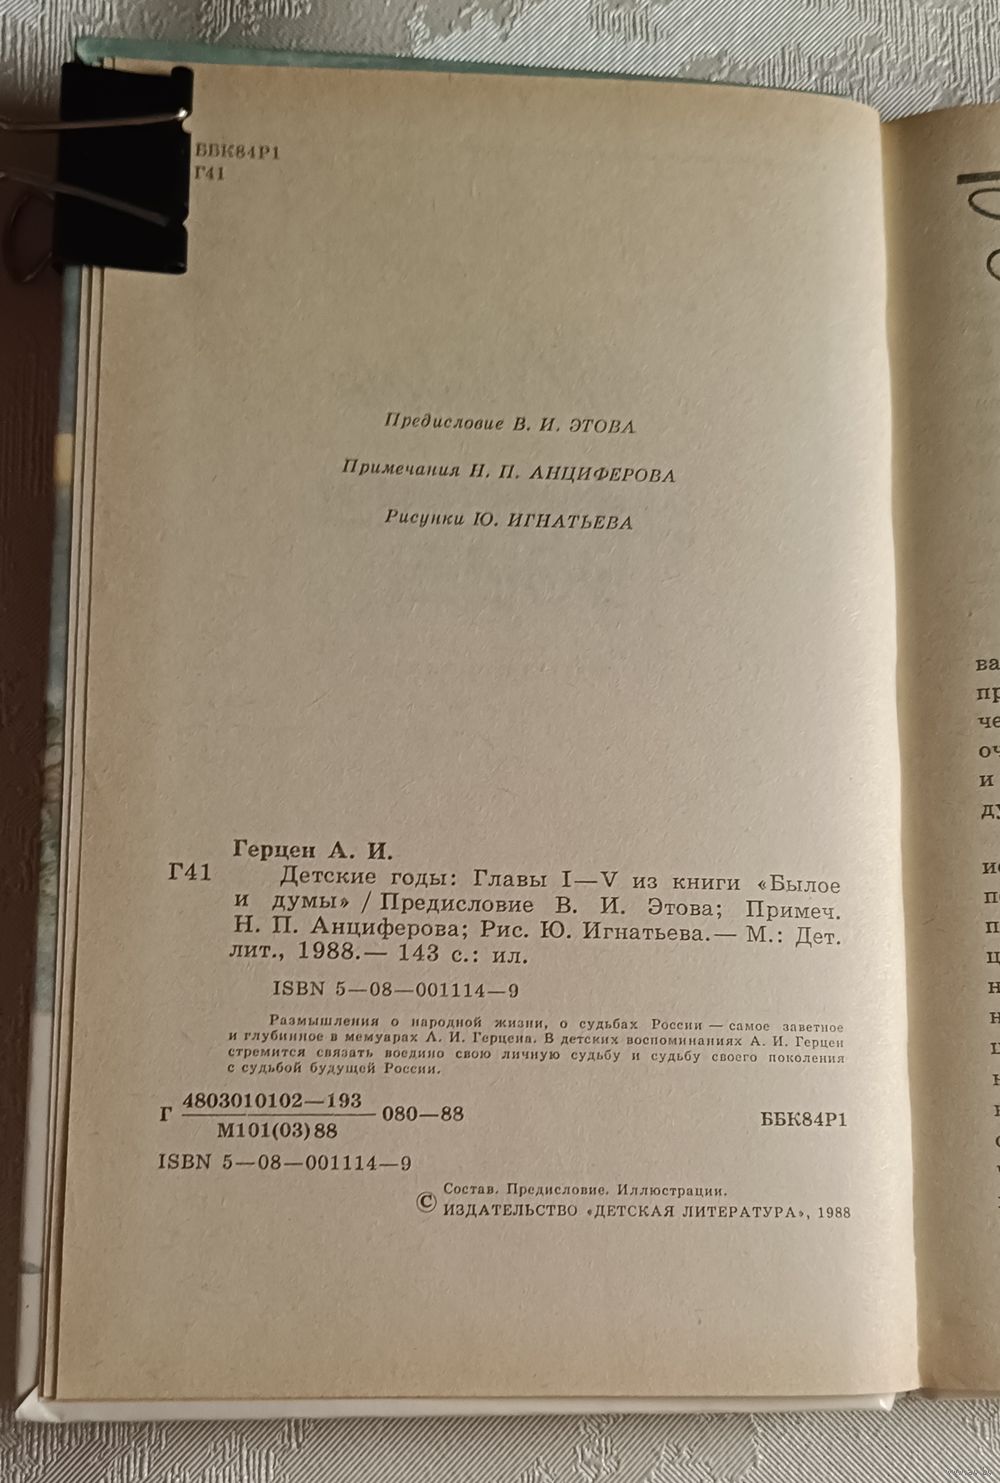 ББК84Р1
Г41
Предисловие В. И. ЭТОВА
Примечания Н. П. АНЦИФЕРОВА
Рисунки Ю. ИГНАТЬЕВА
Герцен А. И.
Г41 Детские годы: Главы I—V из книги «Былое
и думы» / Предисловие В. И. Этова; Примеч.
Н. П. Анциферова; Рис. Ю. Игнатьева.— М.: Дет.
лит., 1988.— 143 с.: ил.
ISBN 5—08—001114—9
Размышления о народной жизни, о судьбах России — самое заветное
и глубинное в мемуарах А. И. Герцена. В детских воспоминаниях А. И. Герцен
стремится связать воедино свою личную судьбу и судьбу своего поколения
с судьбой будущей России.
Г 4803010102—193 080—88
М101(03)88
ББК84Р1
ISBN 5—08—001114—9
Состав. Предисловие. Иллюстрации.
© ИЗДАТЕЛЬСТВО «ДЕТСКАЯ ЛИТЕРАТУРА», 1988